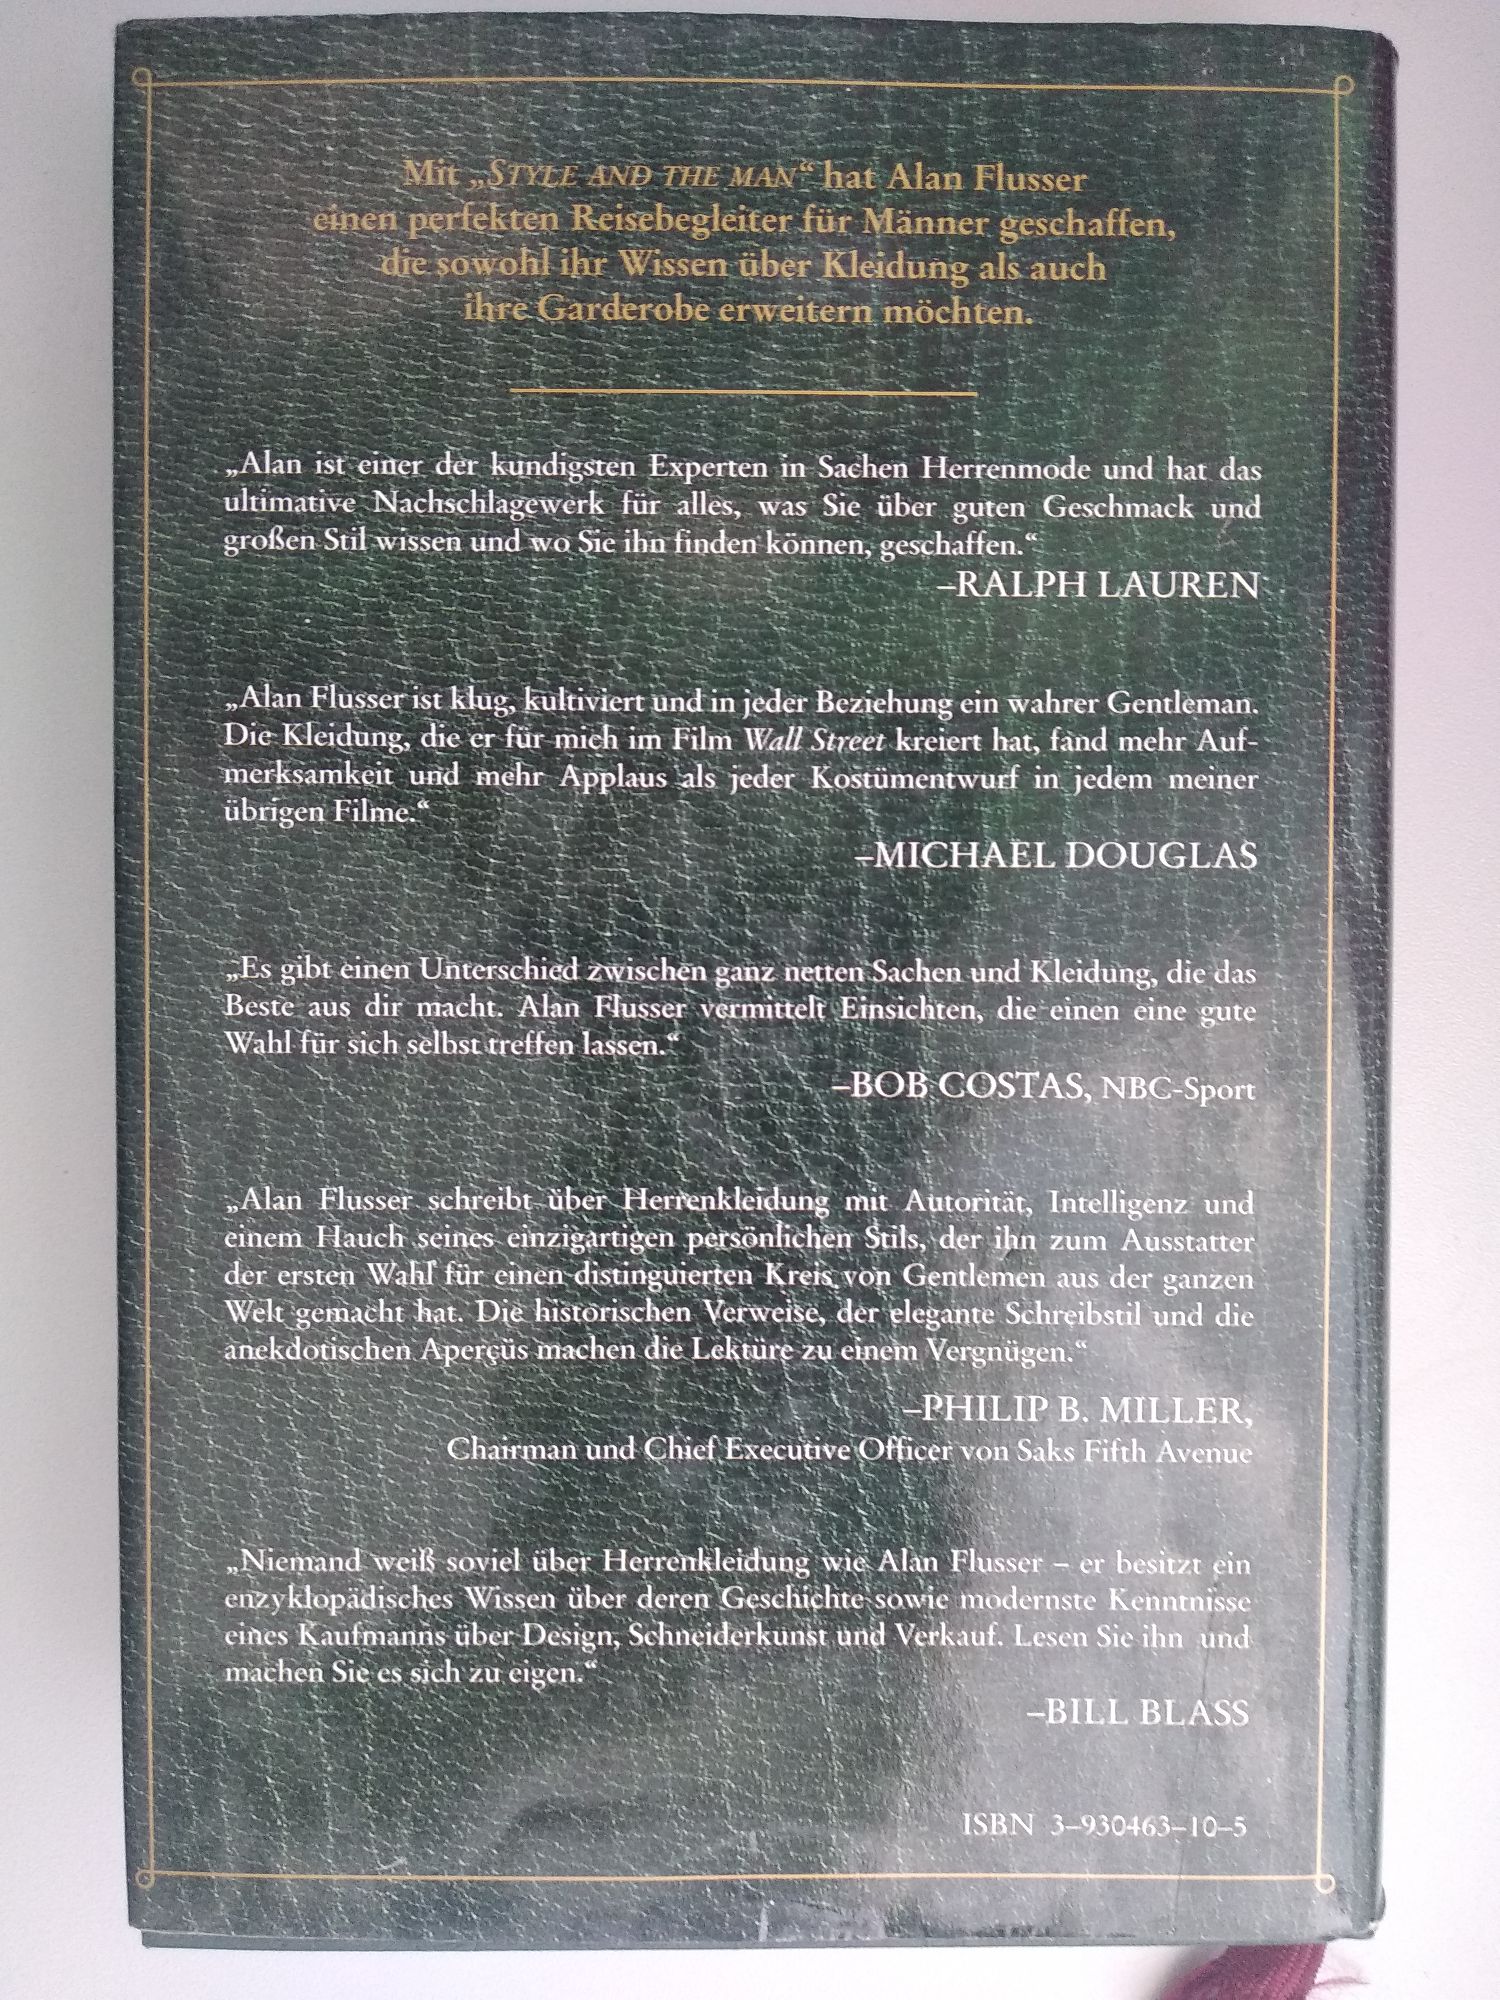 Mit „STYLE AND THE MAN“ hat Alan Flusser
einen perfekten Reisebegleiter für Männer geschaffen,
die sowohl ihr Wissen über Kleidung als auch
ihre Garderobe erweitern möchten.
„Alan ist einer der kundigsten Experten in Sachen Herrenmode und hat das
ultimative Nachschlagewerk für alles, was Sie über guten Geschmack und
großen Stil wissen und wo Sie ihn finden können, geschaffen.“
–RALPH LAUREN
„Alan Flusser ist klug, kultiviert und in jeder Beziehung ein wahrer Gentleman.
Die Kleidung, die er für mich im Film Wall Street kreiert hat, fand mehr Auf-
merksamkeit und mehr Applaus als jeder Kostümentwurf in jedem meiner
übrigen Filme.“
–MICHAEL DOUGLAS
„Es gibt einen Unterschied zwischen ganz netten Sachen und Kleidung, die das
Beste aus dir macht. Alan Flusser vermittelt Einsichten, die einen eine gute
Wahl für sich selbst treffen lassen.“
–BOB COSTAS, NBC-Sport
„Alan Flusser schreibt über Herrenkleidung mit Autorität, Intelligenz und
einem Hauch seines einzigartigen persönlichen Stils, der ihn zum Ausstatter
der ersten Wahl für einen distinguierten Kreis von Gentlemen aus der ganzen
Welt gemacht hat. Die historischen Verweise, der elegante Schreibstil und die
anekdotischen Aperçüs machen die Lektüre zu einem Vergnügen.“
–PHILIP B. MILLER,
Chairman und Chief Executive Officer von Saks Fifth Avenue
„Niemand weiß soviel über Herrenkleidung wie Alan Flusser – er besitzt ein
enzyklopädisches Wissen über deren Geschichte sowie modernste Kenntnisse
eines Kaufmanns über Design, Schneiderkunst und Verkauf. Lesen Sie ihn und
machen Sie es sich zu eigen.“
–BILL BLASS
ISBN 3–930463–10–5